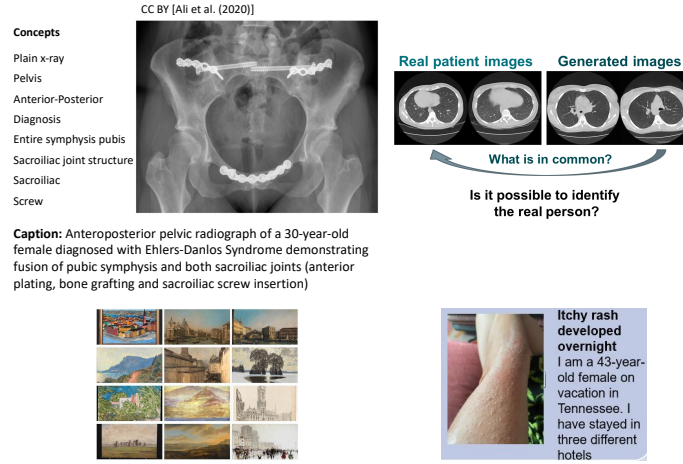 CC BY [Ali et al. (2020)]
Concepts
Plain x-ray
Pelvis
Anterior-Posterior
Diagnosis
Entire symphysis pubis
Sacroiliac joint structure
Sacroiliac
Screw
Caption: Anteroposterior pelvic radiograph of a 30-year-old
female diagnosed with Ehlers-Danlos Syndrome demonstrating
fusion of pubic symphysis and both sacroiliac joints (anterior
plating, bone grafting and sacroiliac screw insertion)
Real patient images
Generated images
What is in common?
Is it possible to identify
the real person?
Itchy rash
developed
overnight
I am a 43-year-
old female on
vacation in
Tennessee. I
have stayed in
three different
hotels